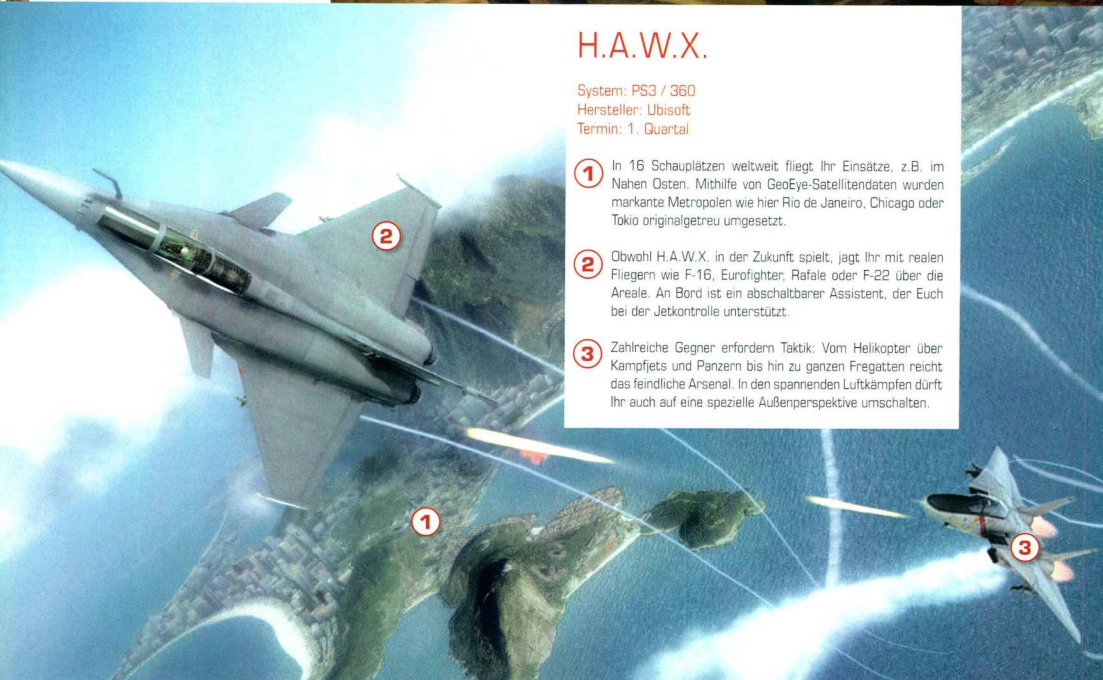 H.A.W.X.
System: PS3 / 360
Hersteller: Ubisoft
Termin: 1. Quartal
1 In 16 Schauplätzen weltweit fliegt Ihr Einsätze, z.B. im
Nahen Osten. Mithilfe von GeoEye-Satellitendaten wurden
markante Metropolen wie hier Rio de Janeiro, Chicago oder
Tokio originalgetreu umgesetzt.
2 Obwohl H.A.W.X. in der Zukunft spielt, jagt Ihr mit realen
Fliegern wie F-16, Eurofighter, Rafale oder F-22 über die
Areale. An Bord ist ein abschaltbarer Assistent, der Euch
bei der Jetkontrolle unterstützt.
3 Zahlreiche Gegner erfordern Taktik: Vom Helikopter über
Kampfjets und Panzern bis hin zu ganzen Fregatten reicht
das feindliche Arsenal. In den spannenden Luftkämpfen dürft
Ihr auch auf eine spezielle Außenperspektive umschalten.
2
1
3